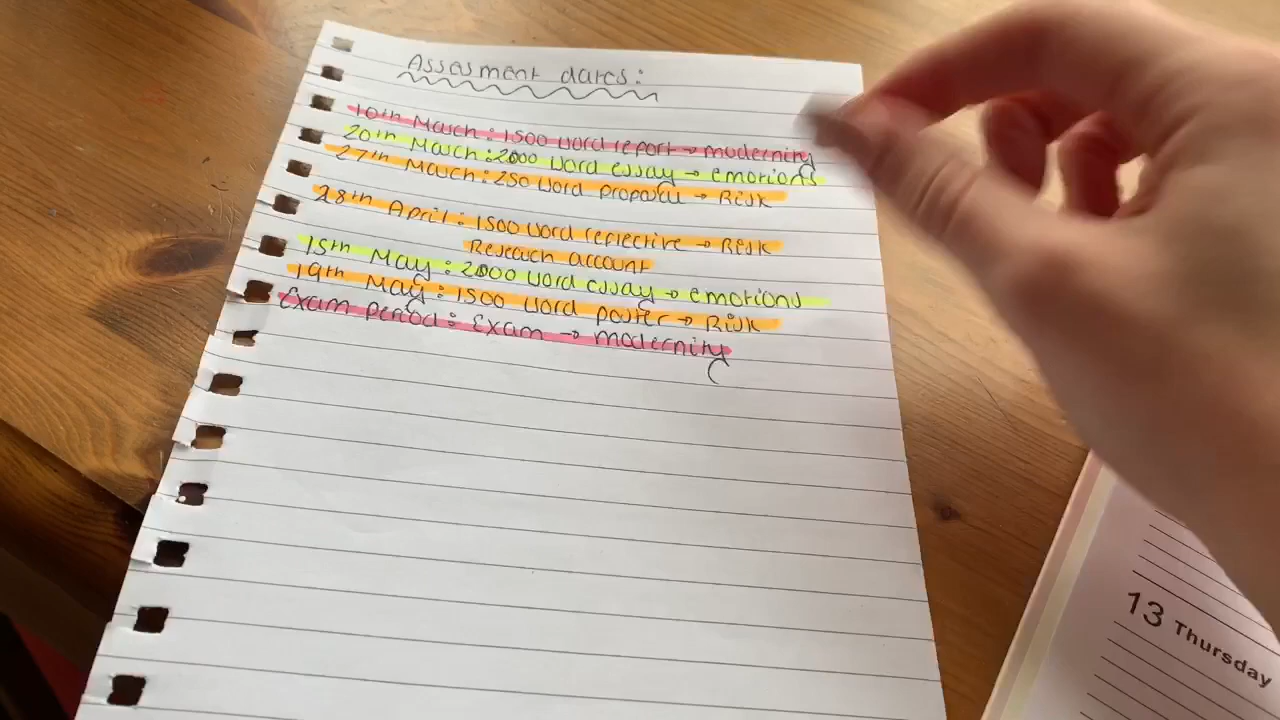 Assesment dates:
10th March: 1500 word report → modernity
20th March: 2000 word essay → emotions
27th March: 250 word proposal → Risk
28th April: 1500 word reflective → Risk
Research account
15th May: 2000 word essay → emotions
19th May: 1500 word poster → Risk
Exam period: Exam → modernity
13 Thursday